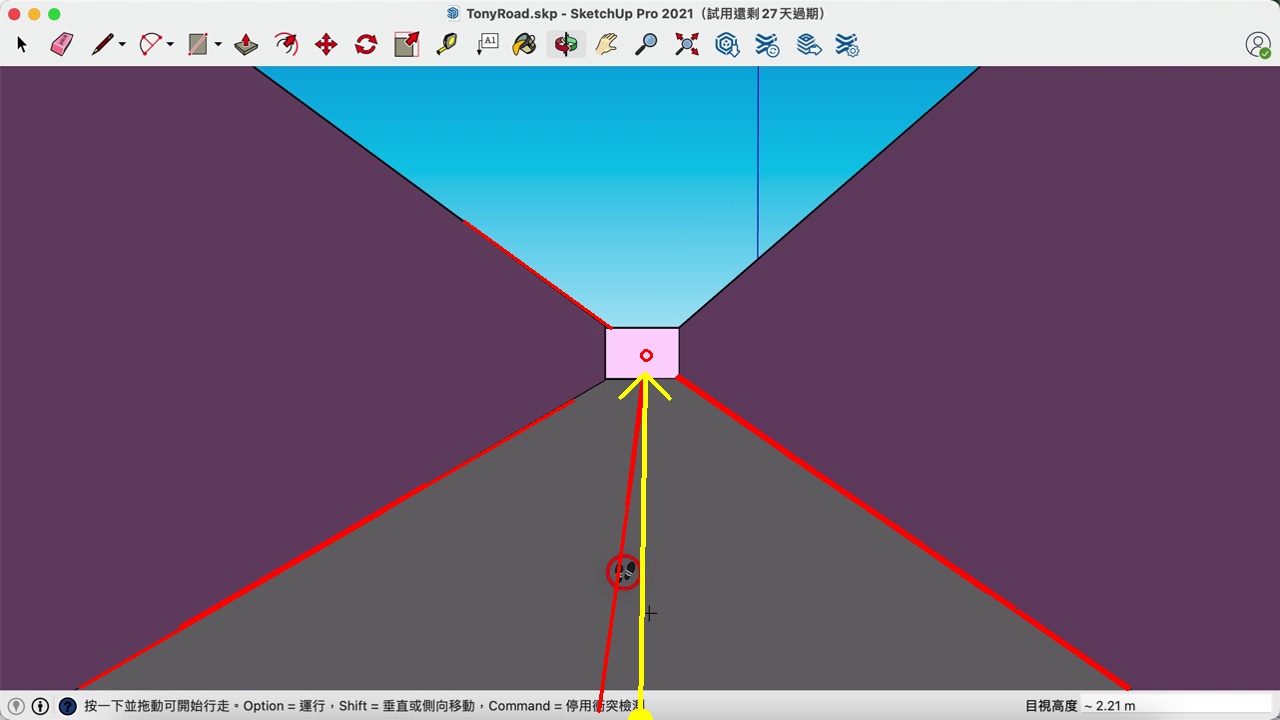 TonyRoad.skp - SketchUp Pro 2021（試用還剩 27 天過期）
A1
按一下並拖動可開始行走。Option = 運行，Shift = 垂直或側向移動，Command = 停用衝突檢測
目視高度 ~ 2.21 m